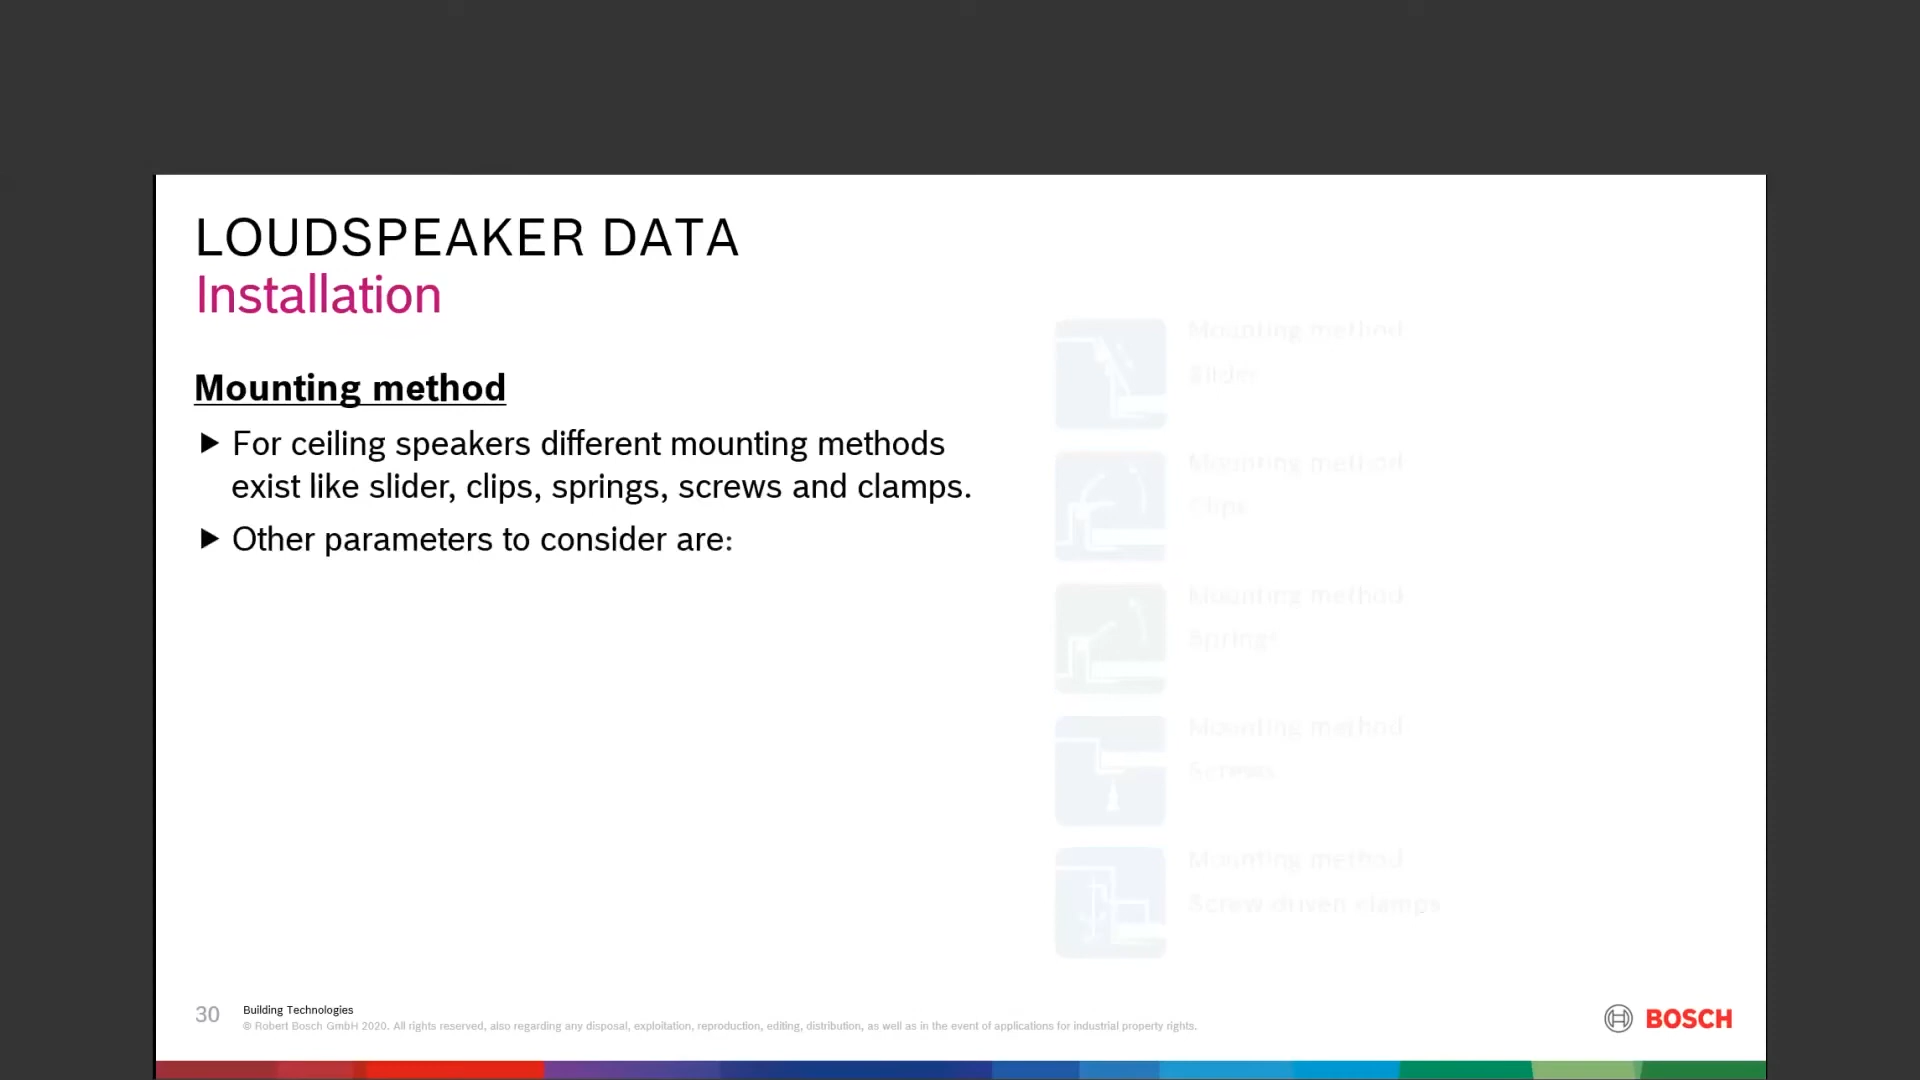 LOUDSPEAKER DATA
Installation
Mounting method
▶ For ceiling speakers different mounting methods
exist like slider, clips, springs, screws and clamps.
▶ Other parameters to consider are:
Mounting method
Slider
Mounting method
Clips
Mounting method
Springs
Mounting method
Screws
Mounting method
Screw driven clamps
30
Building Technologies
© Robert Bosch GmbH 2020. All rights reserved, also regarding any disposal, exploitation, reproduction, editing, distribution, as well as in the event of applications for industrial property rights.
BOSCH